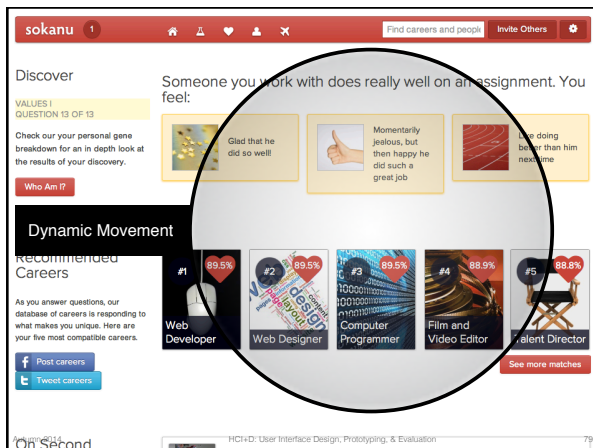 sokanu 1
Find careers and people
Invite Others
Discover
VALUES I
QUESTION 13 OF 13
Check our your personal gene
breakdown for an in depth look at
the results of your discovery.
Who Am I?
Someone you work with does really well on an assignment. You
feel:
Glad that he
did so well!
Momentarily
jealous, but
then happy he
did such a
great job
Like doing
better than him
next time
Dynamic Movement
Recommended
Careers
As you answer questions, our
database of careers is responding to
what makes you unique. Here are
your five most compatible careers.
Post careers
Tweet careers
#1 89.5%
Web
Developer
#2 89.5%
Web Designer
#3 89.5%
Computer
Programmer
#4 88.9%
Film and
Video Editor
#5 88.8%
Talent Director
See more matches
On Second
Autumn 2014
HCI+D: User Interface Design, Prototyping, & Evaluation
79